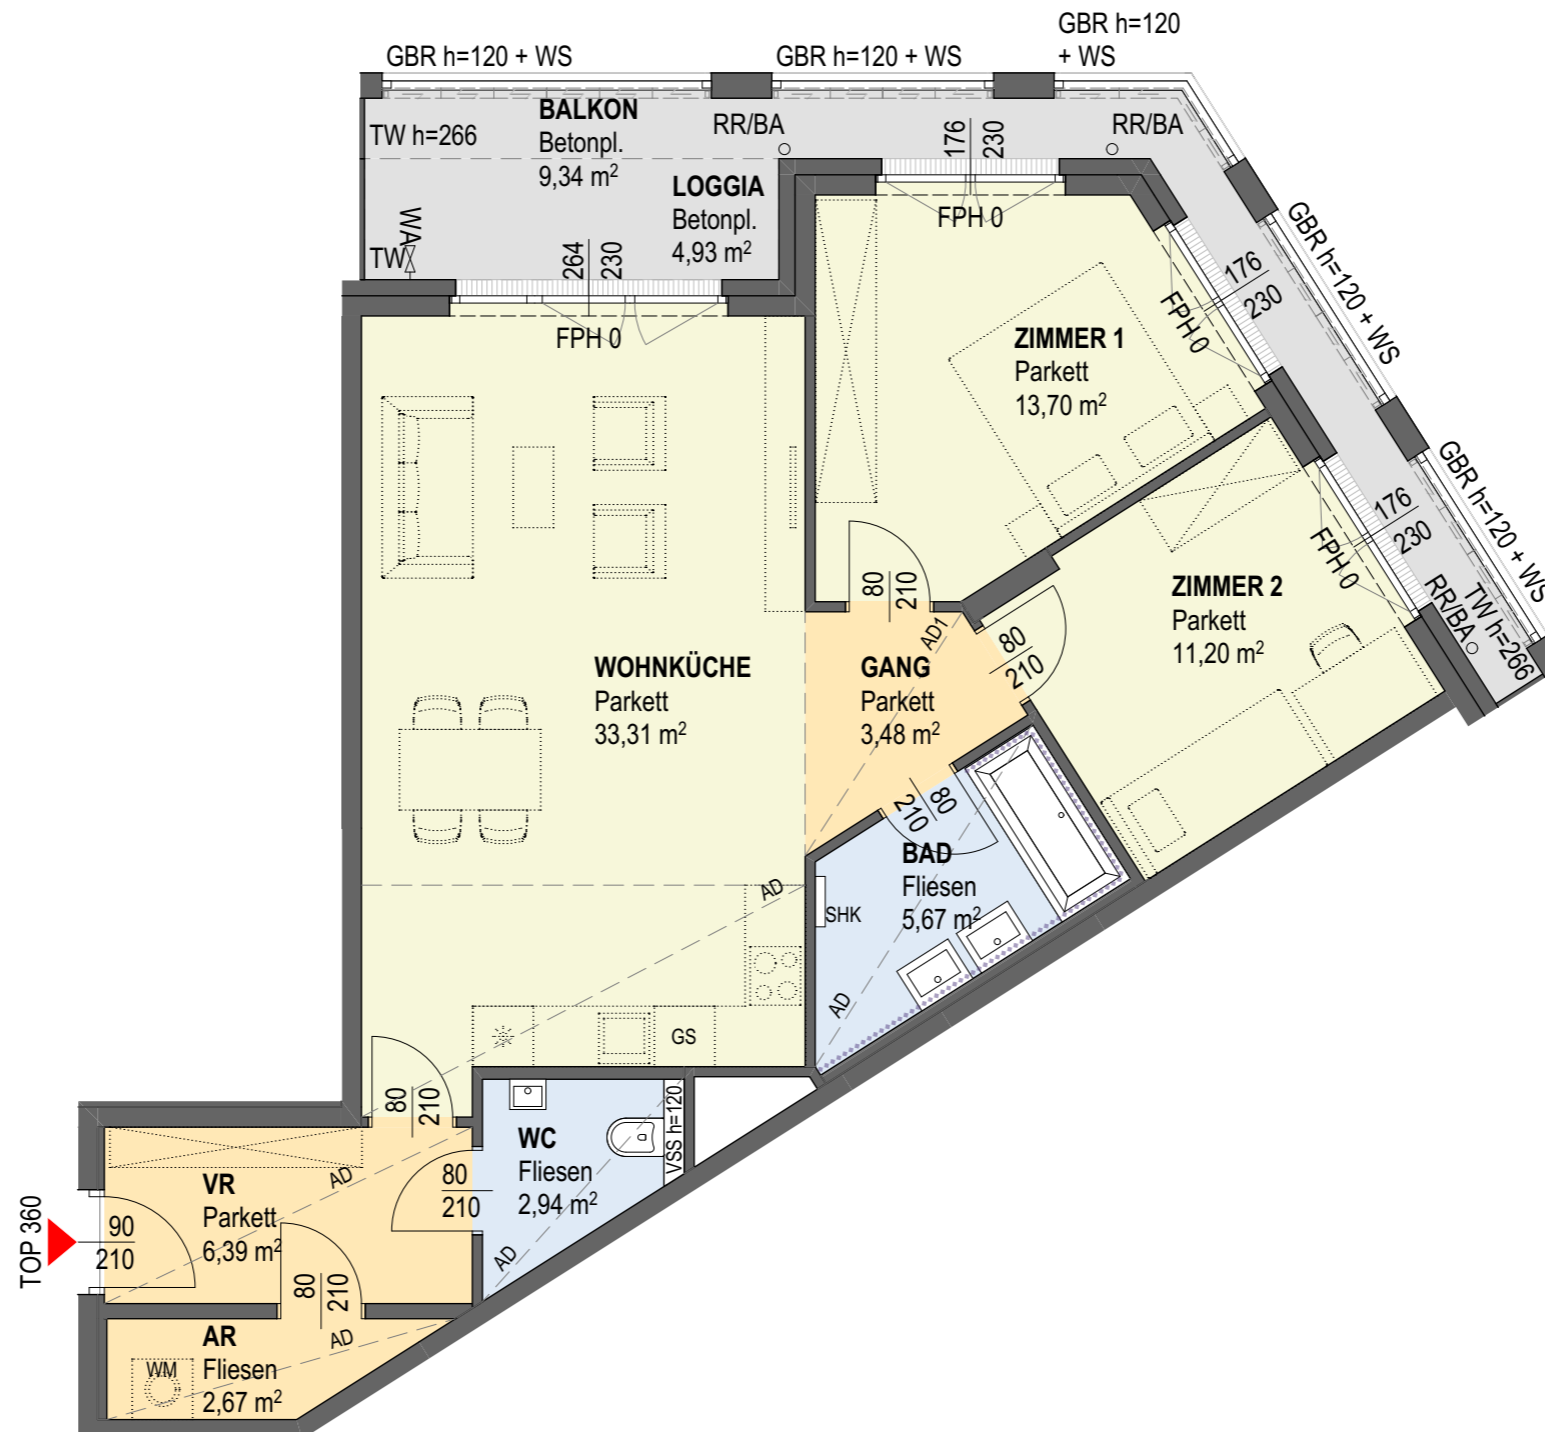 GBR h=120 + WS
GBR h=120 + WS
GBR h=120
+ WS
BALKON
Betonpl.
9,34 m²
TW h=266
RR/BA
176
230
RR/BA
LOGGIA
Betonpl.
4,93 m²
WA
TW
264
230
FPH 0
FPH 0
GBR h=120 + WS
176
230
FPH 0
ZIMMER 1
Parkett
13,70 m²
GBR h=120 + WS
176
230
FPH 0
RR/BA
TW h=266
ZIMMER 2
Parkett
11,20 m²
80
210
AD1
80
210
WOHNKÜCHE
Parkett
33,31 m²
GANG
Parkett
3,48 m²
80
210
BAD
Fliesen
5,67 m²
SHK
AD
AD
GS
80
210
WC
Fliesen
2,94 m²
VSS h=120
AD
80
210
VR
Parkett
6,39 m²
AD
TOP 360
90
210
80
210
AR
Fliesen
2,67 m²
WM
AD